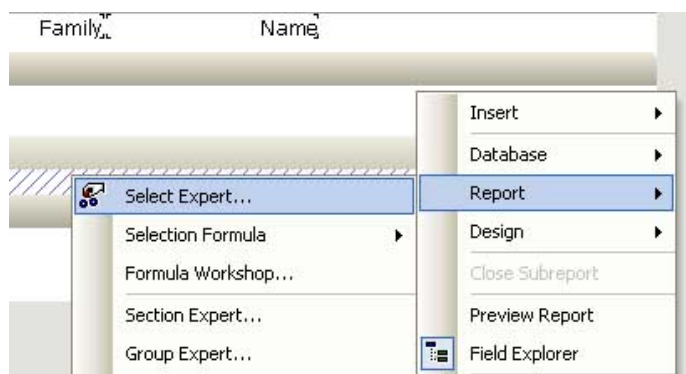 Family
Name
Insert
Database
Report
Design
Close Subreport
Preview Report
Field Explorer
Select Expert...
Selection Formula
Formula Workshop...
Section Expert...
Group Expert...